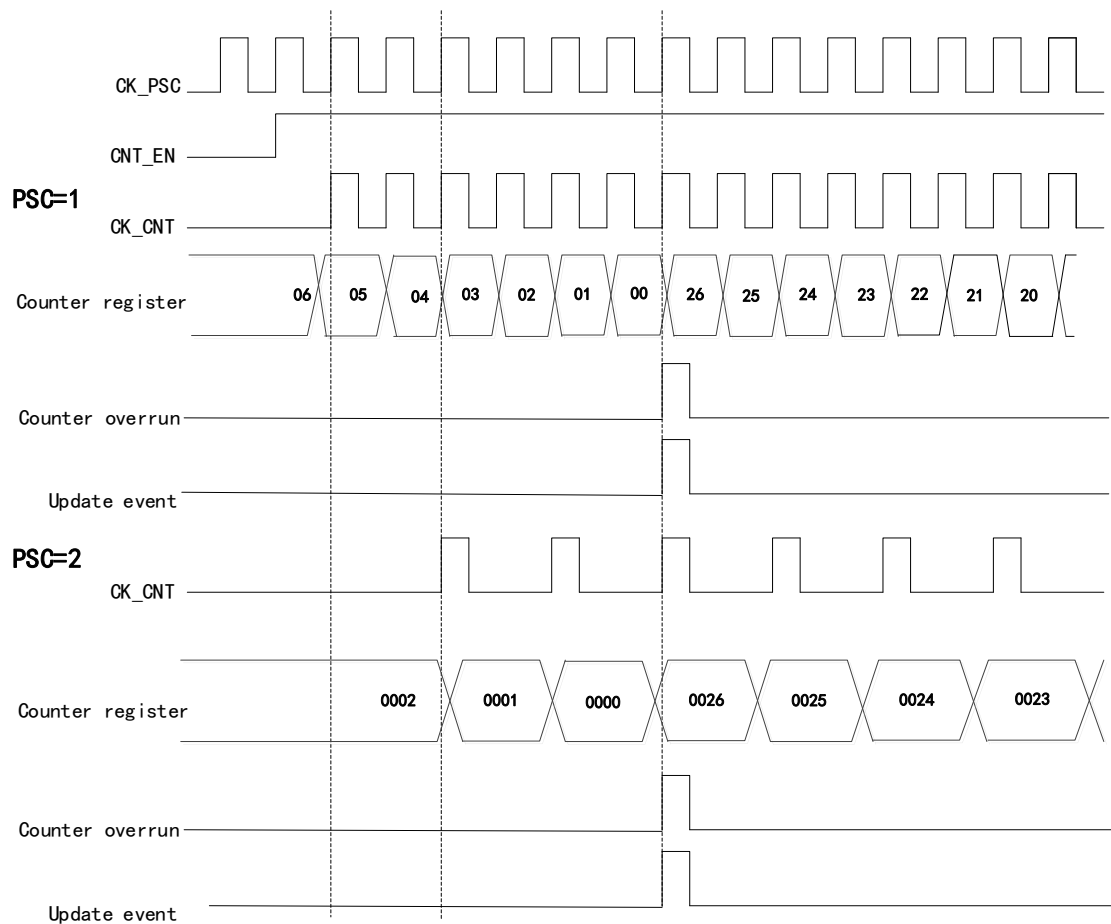 CK_PSC
CNT_EN
PSC=1
CK_CNT
Counter register 06 05 04 03 02 01 00 26 25 24 23 22 21 20
Counter overrun
Update event
PSC=2
CK_CNT
Counter register 0002 0001 0000 0026 0025 0024 0023
Counter overrun
Update event